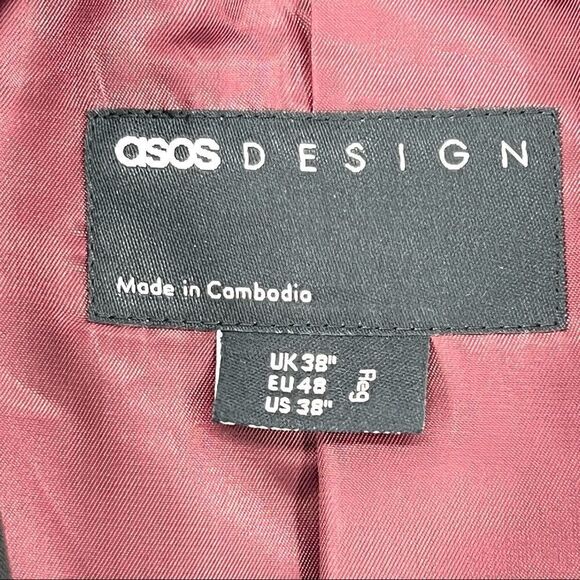 asos DESIGN
Made in Cambodia
UK 38"
EU 48
US 38"
Reg